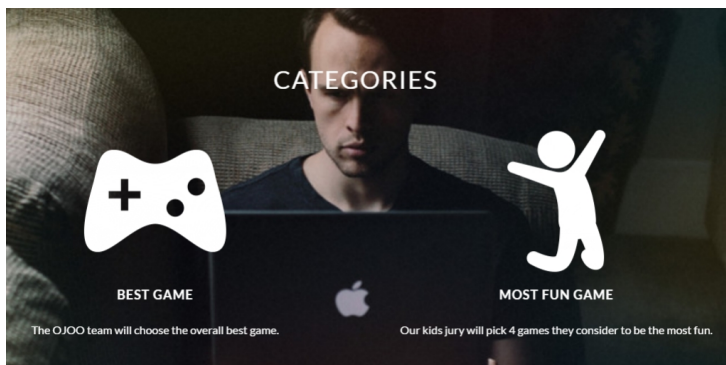 CATEGORIES
BEST GAME
The OJOO team will choose the overall best game.
MOST FUN GAME
Our kids jury will pick 4 games they consider to be the most fun.